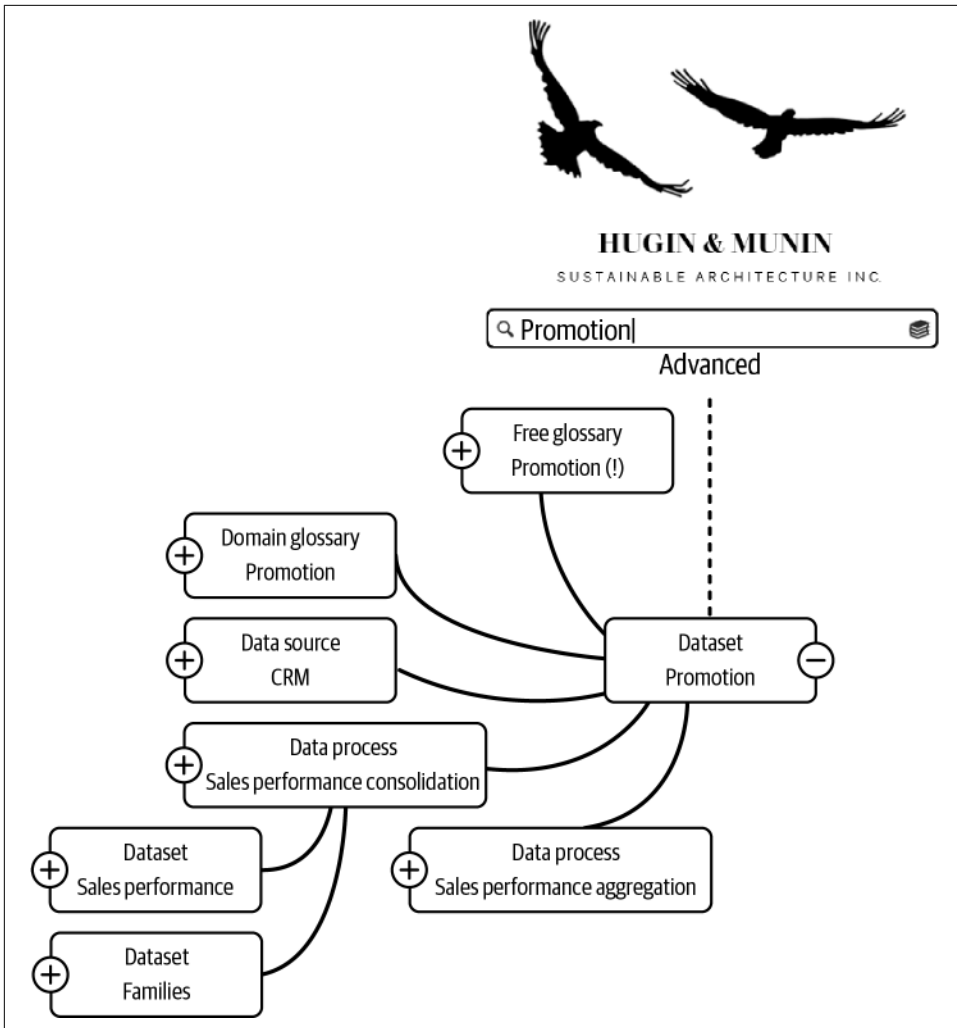 HUGIN & MUNIN
SUSTAINABLE ARCHITECTURE INC.
Promotion
Advanced
Free glossary
Promotion (!)
Domain glossary
Promotion
Data source
CRM
Dataset
Promotion
Data process
Sales performance consolidation
Dataset
Sales performance
Data process
Sales performance aggregation
Dataset
Families